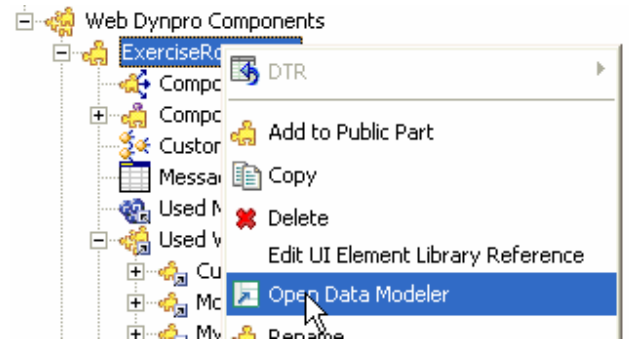 Web Dynpro Components
ExerciseRo
Compo
DTR
Compo
Add to Public Part
Custor
Messa
Copy
Used M
Delete
Used W
Edit UI Element Library Reference
Cu
Open Data Modeler
Mo
My
Rename